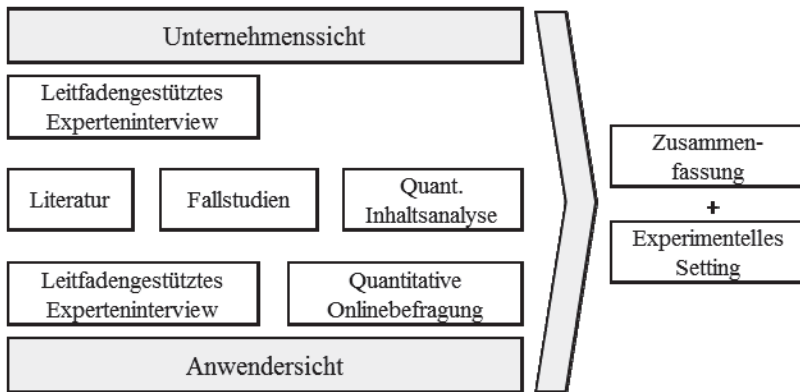 Unternehmenssicht
Leitfadengestütztes
Experteninterview
Literatur
Fallstudien
Quant.
Inhaltsanalyse
Leitfadengestütztes
Experteninterview
Quantitative
Onlinebefragung
Anwendersicht
Zusammen-
fassung
+
Experimentelles
Setting